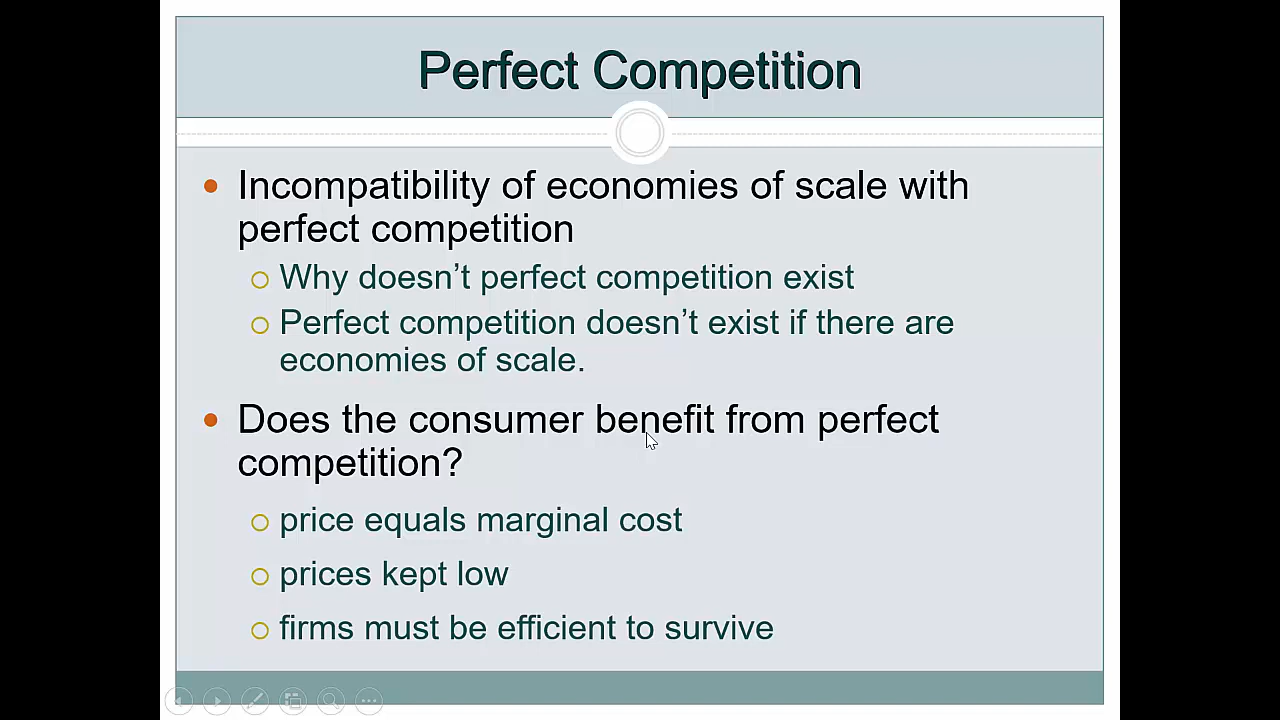 Perfect Competition
Incompatibility of economies of scale with
perfect competition
Why doesn’t perfect competition exist
Perfect competition doesn’t exist if there are
economies of scale.
Does the consumer benefit from perfect
competition?
price equals marginal cost
prices kept low
firms must be efficient to survive